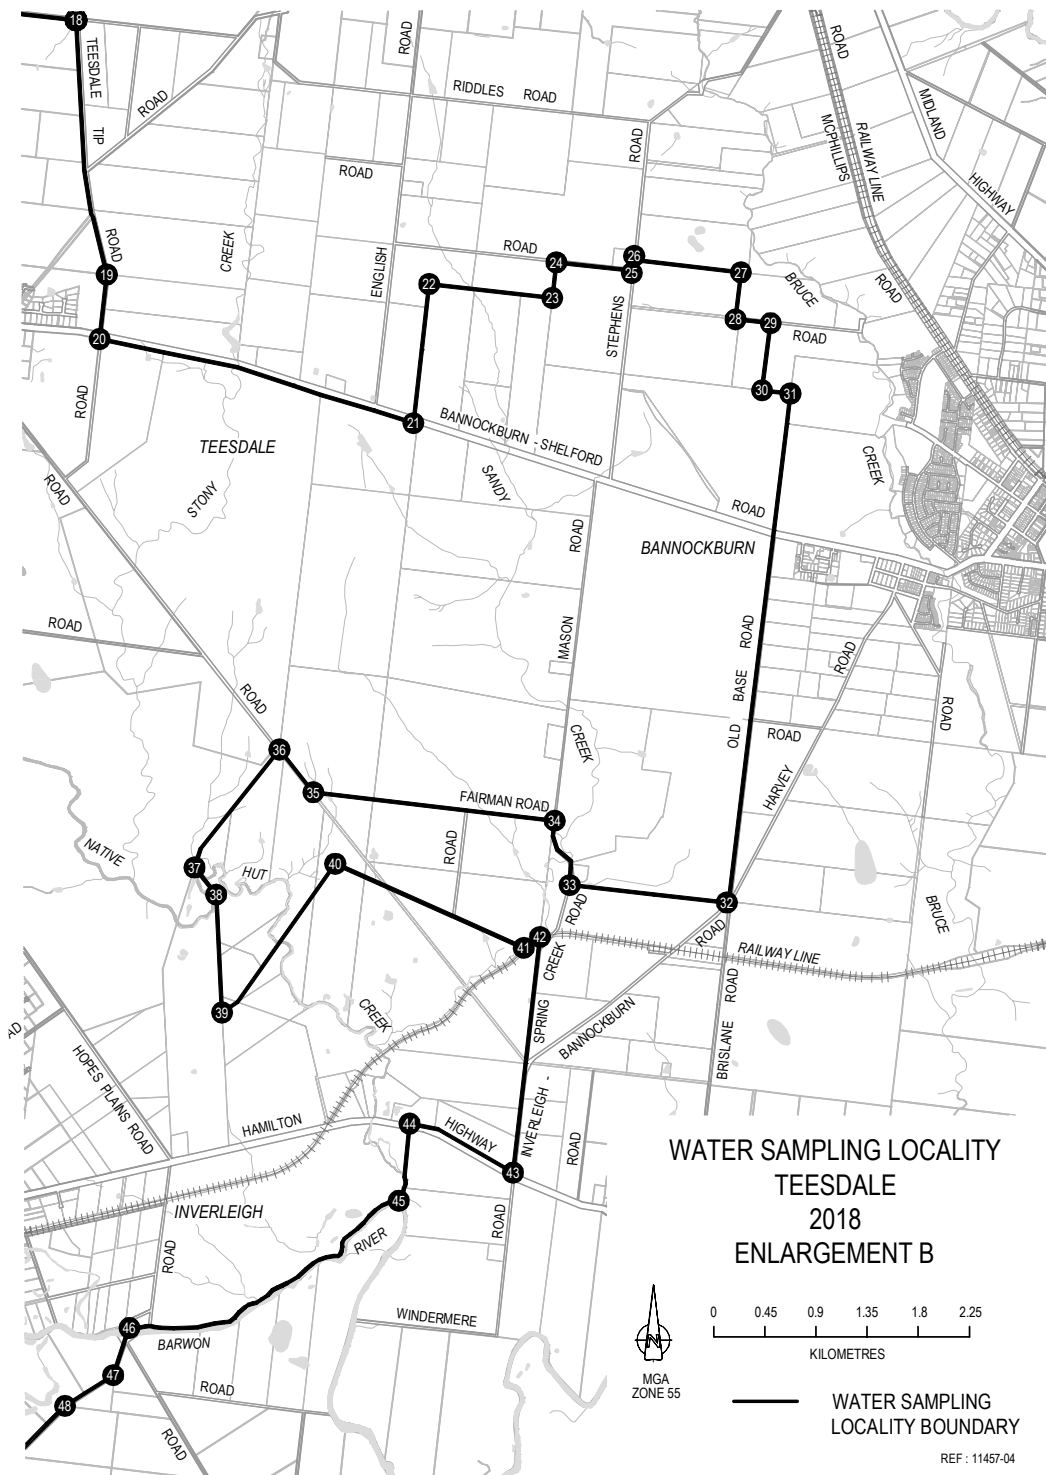 18
TEESDALE
TIP
ROAD
ROAD
ROAD
RIDDLES ROAD
ROAD
ROAD
ROAD
MCPHILLIPS
RAILWAY LINE
MIDLAND
HIGHWAY
ROAD
CREEK
ENGLISH
ROAD
19
20
21
22
23
24
25
26
27
28
29
30
31
BRUCE
ROAD
CREEK
STEPHENS
ROAD
TEESDALE
BANNOCKBURN - SHELFORD
ROAD
SANDY
STONY
ROAD
ROAD
BANNOCKBURN
MASON
ROAD
ROAD
ROAD
OLD BASE ROAD
ROAD
HARVEY
ROAD
ROAD
CREEK
36
35
FAIRMAN ROAD
34
ROAD
33
ROAD
32
37
HUT
38
40
NATIVE
41
42
CREEK
ROAD
RAILWAY LINE
BRUCE
39
CREEK
SPRING
BANNOCKBURN
BRISLANE ROAD
INVERLEIGH -
AD
HOPES PLAINS ROAD
HAMILTON
44
HIGHWAY
43
ROAD
45
INVERLEIGH
RIVER
ROAD
ROAD
46
BARWON
WINDERMERE
47
48
ROAD
ROAD
WATER SAMPLING LOCALITY
TEESDALE
2018
ENLARGEMENT B
0 0.45 0.9 1.35 1.8 2.25
KILOMETRES
N
MGA
ZONE 55
WATER SAMPLING
LOCALITY BOUNDARY
REF : 11457-04